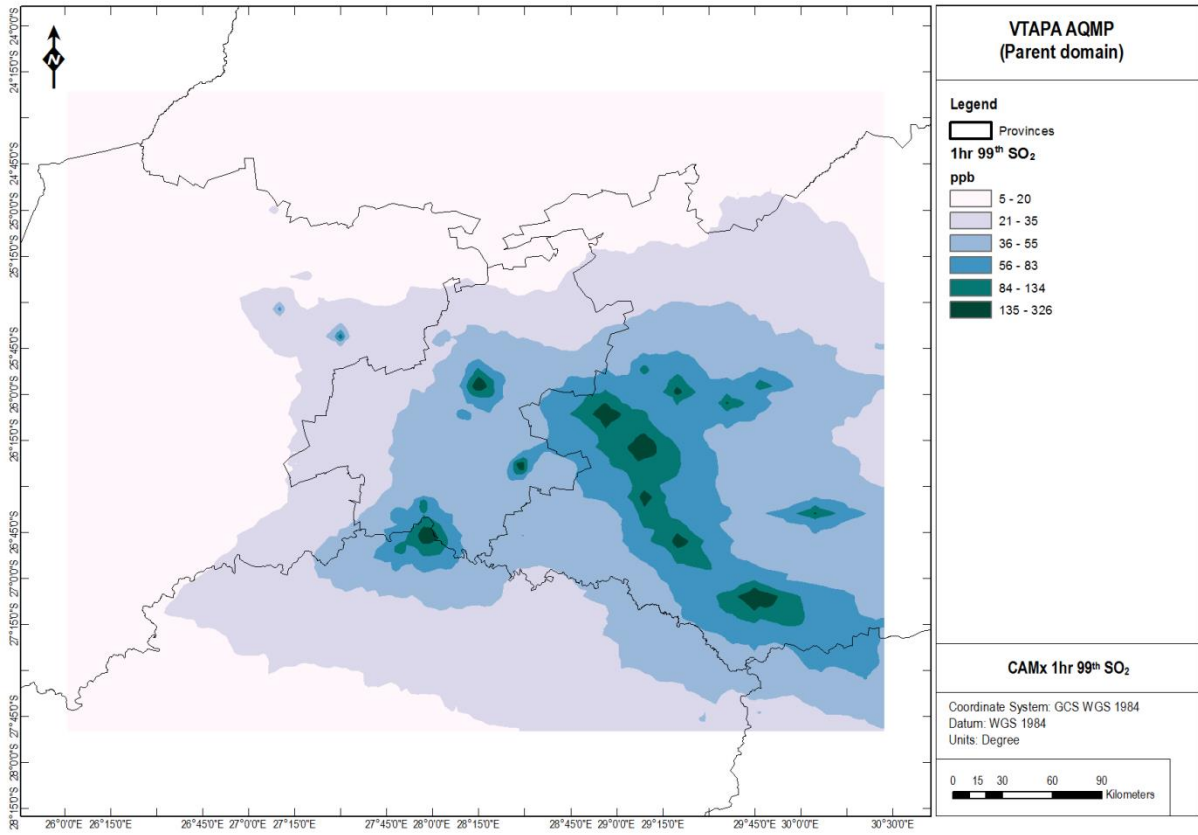 N
24°0'0"S
24°15'0"S
24°45'0"S
25°0'0"S
25°15'0"S
25°45'0"S
26°0'0"S
26°15'0"S
26°45'0"S
27°0'0"S
27°15'0"S
27°45'0"S
28°0'0"S
28°15'0"S
26°0'0"E 26°15'0"E 26°45'0"E 27°0'0"E 27°15'0"E 27°45'0"E 28°0'0"E 28°15'0"E 28°45'0"E 29°0'0"E 29°15'0"E 29°45'0"E 30°0'0"E 30°30'0"E
VTAPA AQMP
(Parent domain)
Legend
Provinces
1hr 99th SO₂
ppb
5 - 20
21 - 35
36 - 55
56 - 83
84 - 134
135 - 326
CAMx 1hr 99th SO₂
Coordinate System: GCS WGS 1984
Datum: WGS 1984
Units: Degree
0 15 30 60 90
Kilometers